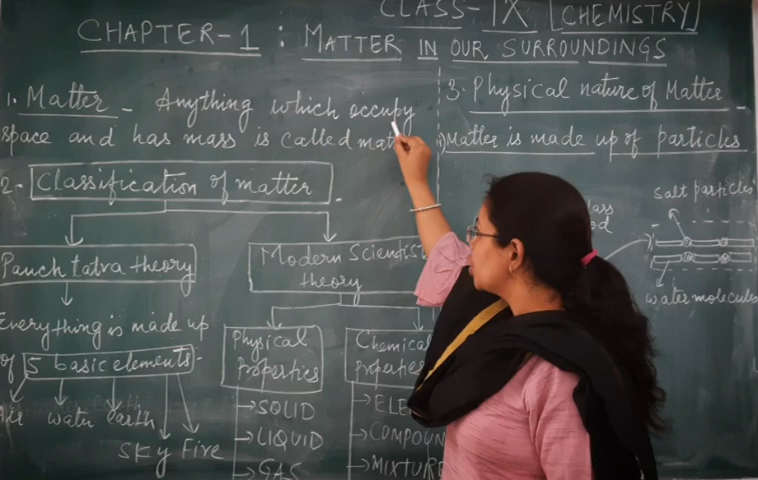 CLASS-IX [CHEMISTRY]
CHAPTER-1 : MATTER IN OUR SURROUNDINGS
1. Matter - Anything which occupy
space and has mass is called mat
2. Classification of matter.
Panch tatva theory
Modern Scientist
theory
Everything is made up
of 5 basic elements.
Air water earth
Sky Fire
Physical
properties
→ SOLID
→ LIQUID
→ GAS
Chemical
properties
→ ELE
→ COMPOUN
→ MIXTURE
3. Physical nature of Matter
i) Matter is made up of particles
salt particles
water molecules